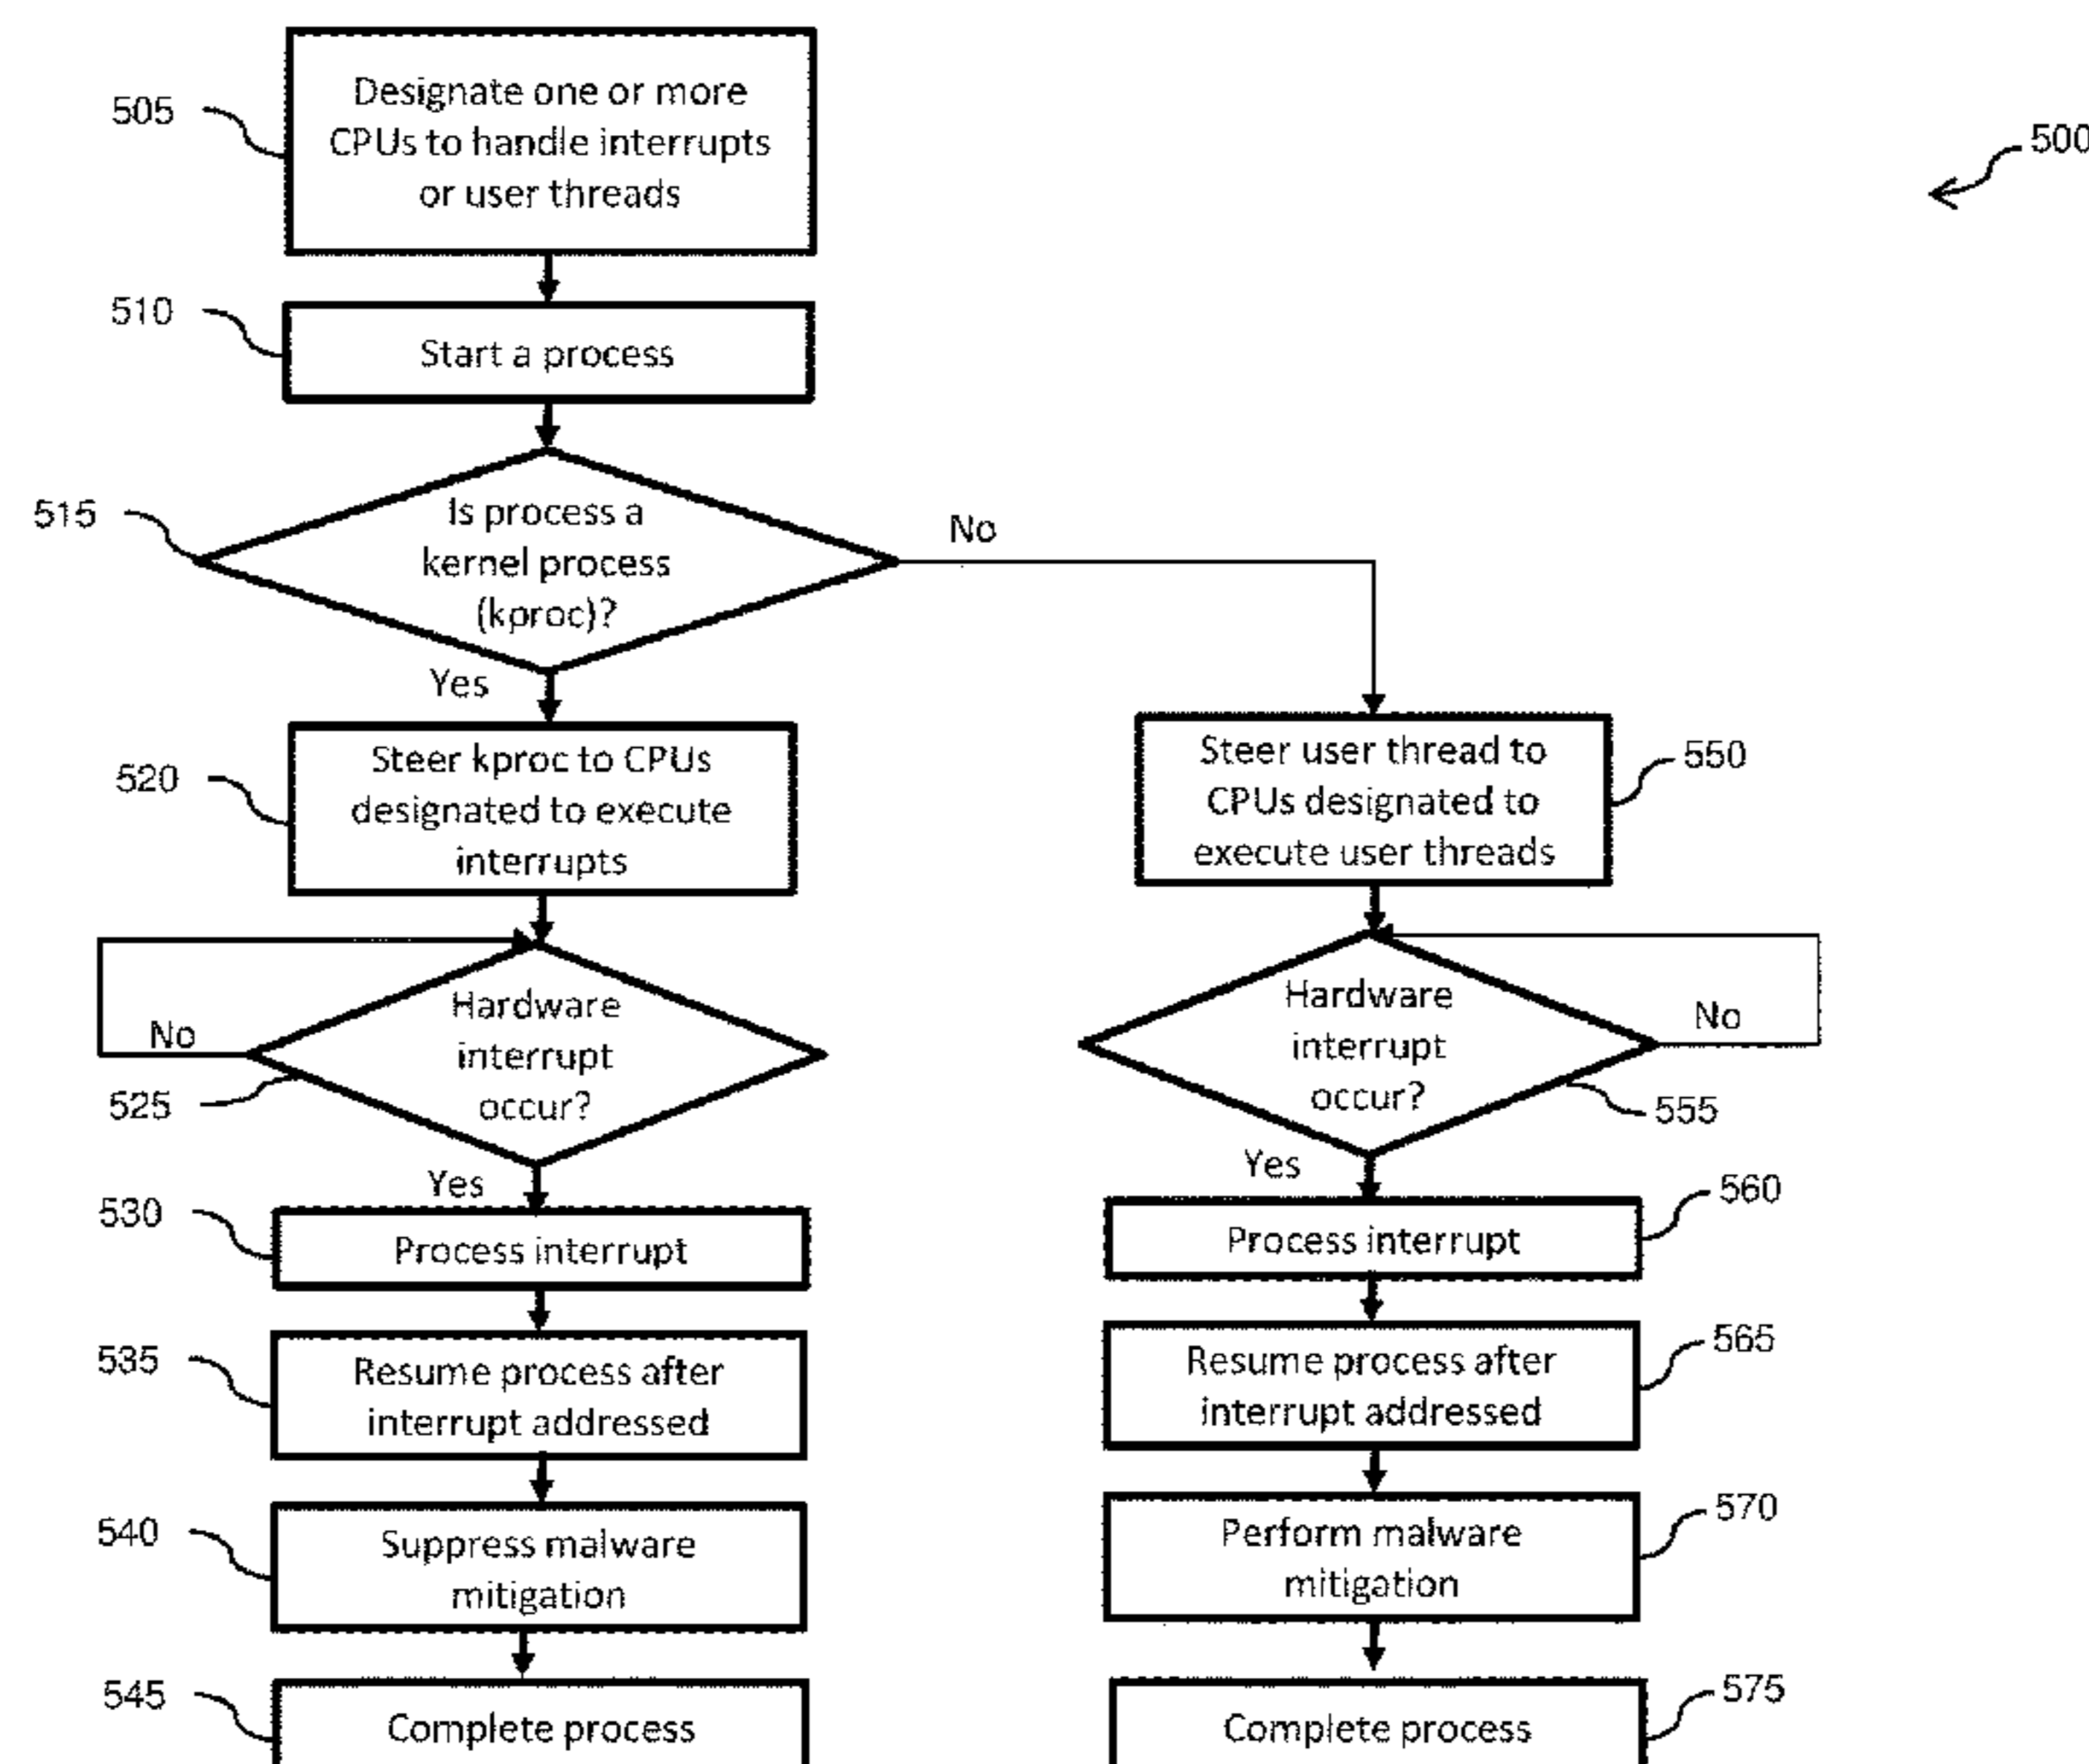 505
Designate one or more
CPUs to handle interrupts
or user threads
500
510
Start a process
515
Is process a
kernel process
(kproc)?
No
Yes
520
Steer kproc to CPUs
designated to execute
interrupts
Steer user thread to
CPUs designated to
execute user threads
550
Hardware
interrupt
occur?
No
525
Yes
Hardware
interrupt
occur?
No
555
Yes
530
Process interrupt
Process interrupt
560
535
Resume process after
interrupt addressed
Resume process after
interrupt addressed
565
540
Suppress malware
mitigation
Perform malware
mitigation
570
545
Complete process
Complete process
575